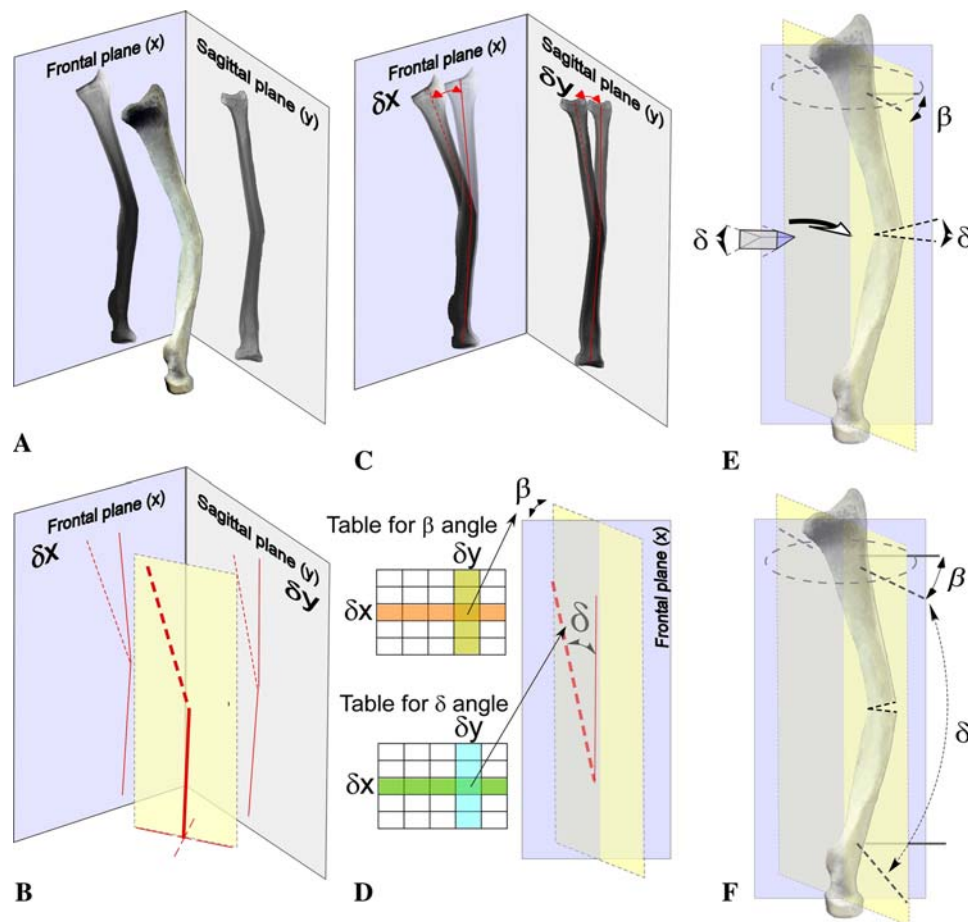 Frontal plane (x)
Sagittal plane (y)
A
Frontal plane (x)
δx
Sagittal plane (y)
δy
C
β
δ
δ
E
Frontal plane (x)
δx
Sagittal plane (y)
δy
B
β
Table for β angle
δy
δx
Table for δ angle
δy
δx
δ
Frontal plane (x)
D
β
δ
F